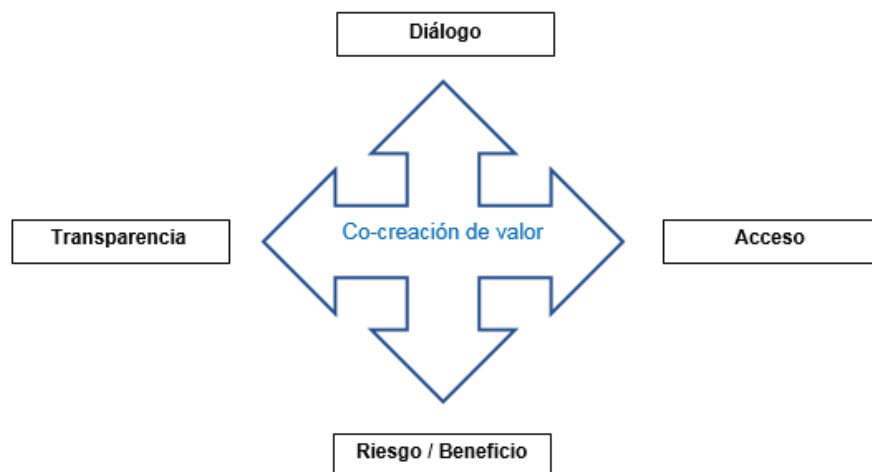 Diálogo
Transparencia
Co-creación de valor
Acceso
Riesgo / Beneficio